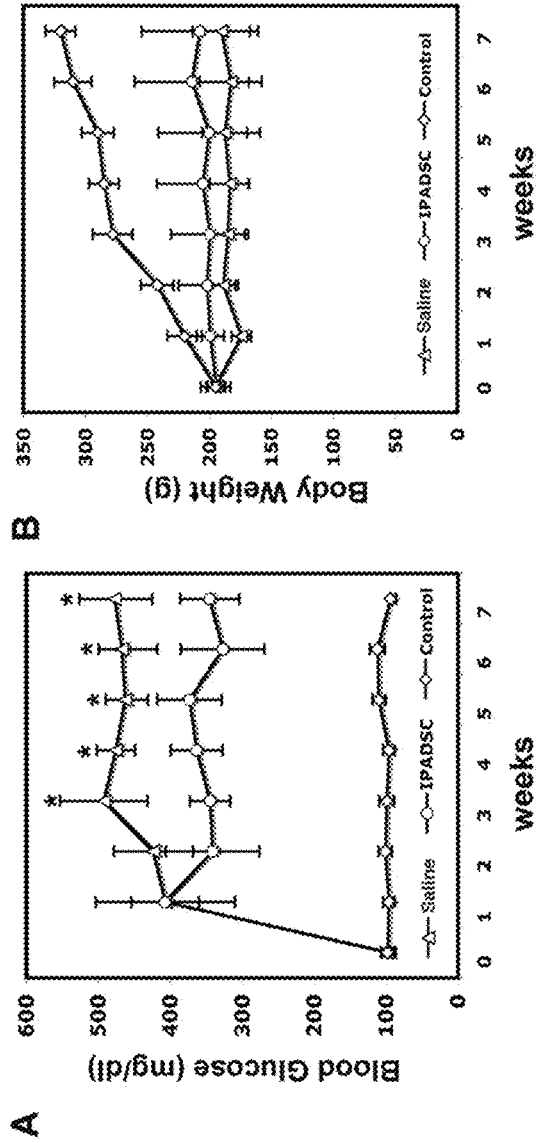 A
Blood Glucose (mg/dl)
600
500
400
300
200
100
0
* * * * *
Saline IPADSC Control
0 1 2 3 4 5 6 7
weeks
B
Body Weight (g)
350
300
250
200
150
100
50
0
Saline IPADSC Control
0 1 2 3 4 5 6 7
weeks